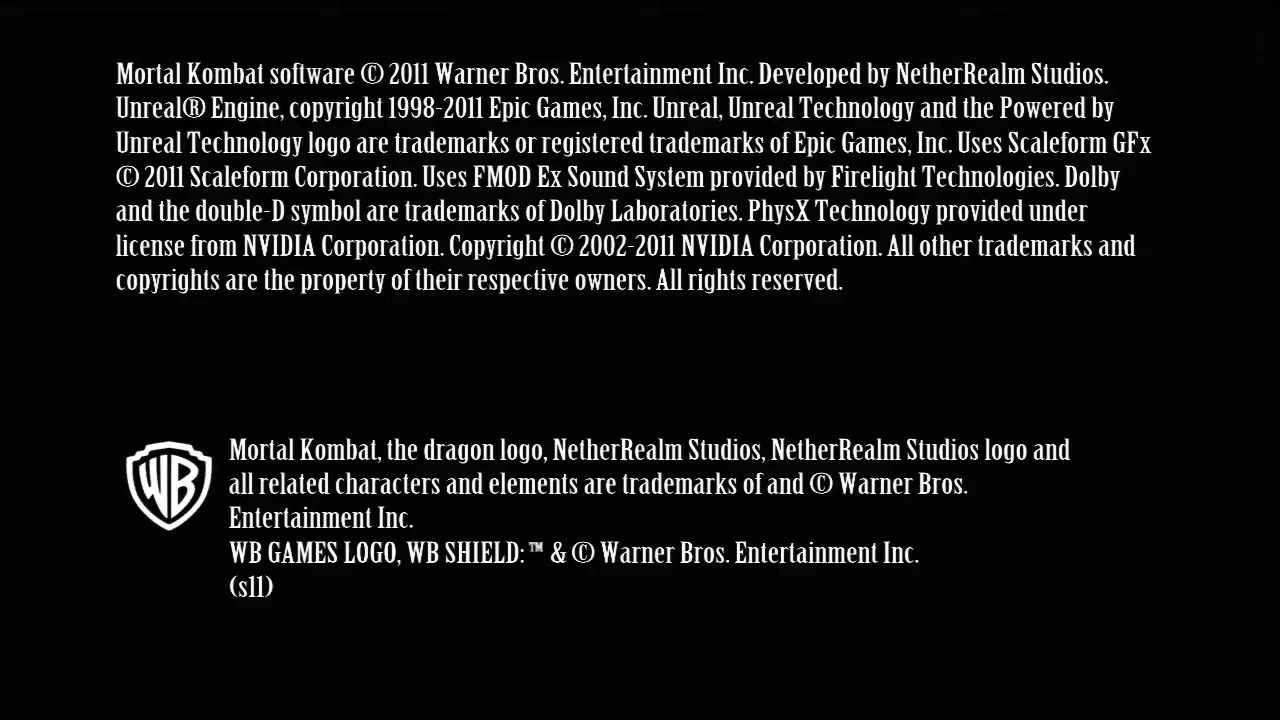 Mortal Kombat software © 2011 Warner Bros. Entertainment Inc. Developed by NetherRealm Studios.
Unreal® Engine, copyright 1998-2011 Epic Games, Inc. Unreal, Unreal Technology and the Powered by
Unreal Technology logo are trademarks or registered trademarks of Epic Games, Inc. Uses Scaleform GFx
© 2011 Scaleform Corporation. Uses FMOD Ex Sound System provided by Firelight Technologies. Dolby
and the double-D symbol are trademarks of Dolby Laboratories. PhysX Technology provided under
license from NVIDIA Corporation. Copyright © 2002-2011 NVIDIA Corporation. All other trademarks and
copyrights are the property of their respective owners. All rights reserved.
WB
Mortal Kombat, the dragon logo, NetherRealm Studios, NetherRealm Studios logo and
all related characters and elements are trademarks of and © Warner Bros.
Entertainment Inc.
WB GAMES LOGO, WB SHIELD: ™ & © Warner Bros. Entertainment Inc.
(s11)